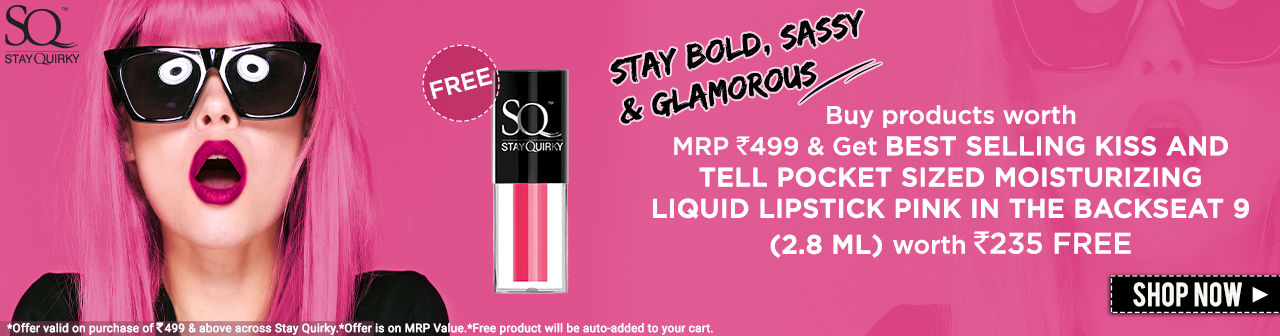 SQ™
STAY QUIRKY
FREE
SQ™
STAY QUIRKY
STAY BOLD, SASSY
& GLAMOROUS
Buy products worth
MRP ₹499 & Get BEST SELLING KISS AND
TELL POCKET SIZED MOISTURIZING
LIQUID LIPSTICK PINK IN THE BACKSEAT 9
(2.8 ML) worth ₹235 FREE
SHOP NOW ►
*Offer valid on purchase of ₹499 & above across Stay Quirky.*Offer is on MRP Value.*Free product will be auto-added to your cart.